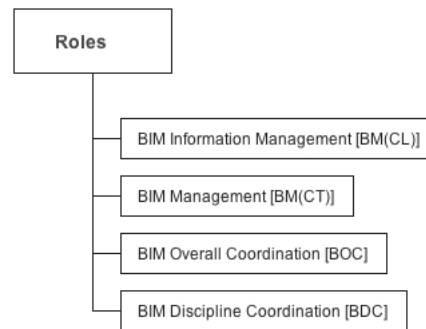 Roles
BIM Information Management [BM(CL)]
BIM Management [BM(CT)]
BIM Overall Coordination [BOC]
BIM Discipline Coordination [BDC]